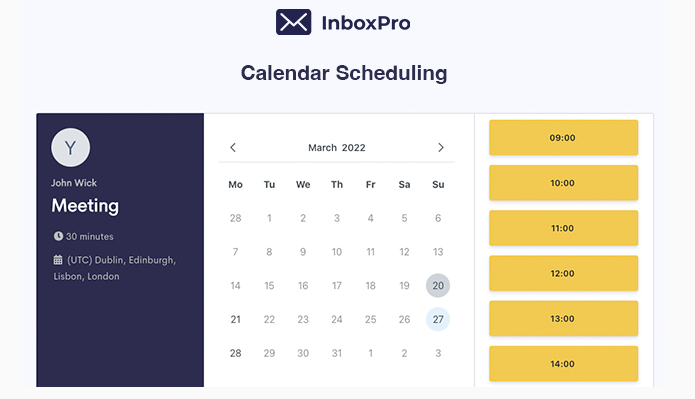 InboxPro
Calendar Scheduling
Y
John Wick
Meeting
30 minutes
(UTC) Dublin, Edinburgh,
Lisbon, London
March 2022
Mo Tu We Th Fr Sa Su
28 1 2 3 4 5 6
7 8 9 10 11 12 13
14 15 16 17 18 19 20
21 22 23 24 25 26 27
28 29 30 31 1 2 3
09:00
10:00
11:00
12:00
13:00
14:00